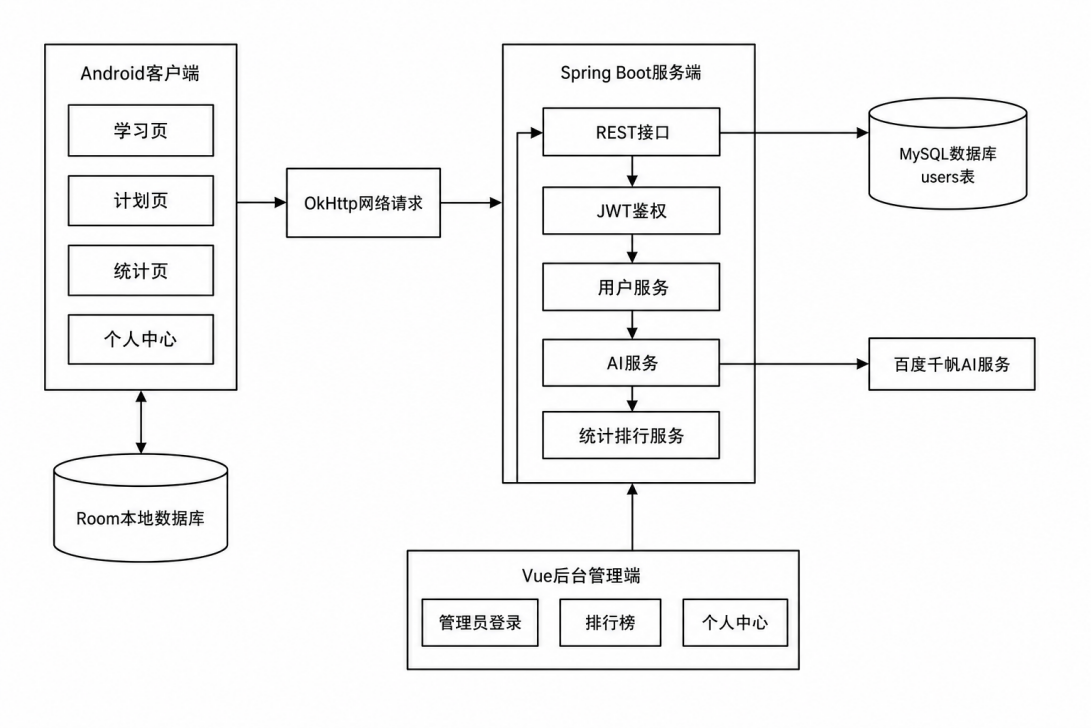 Android客户端
学习页
计划页
统计页
个人中心
Room本地数据库
OkHttp网络请求
Spring Boot服务端
REST接口
JWT鉴权
用户服务
AI服务
统计排行服务
MySQL数据库
users表
百度千帆AI服务
Vue后台管理端
管理员登录
排行榜
个人中心